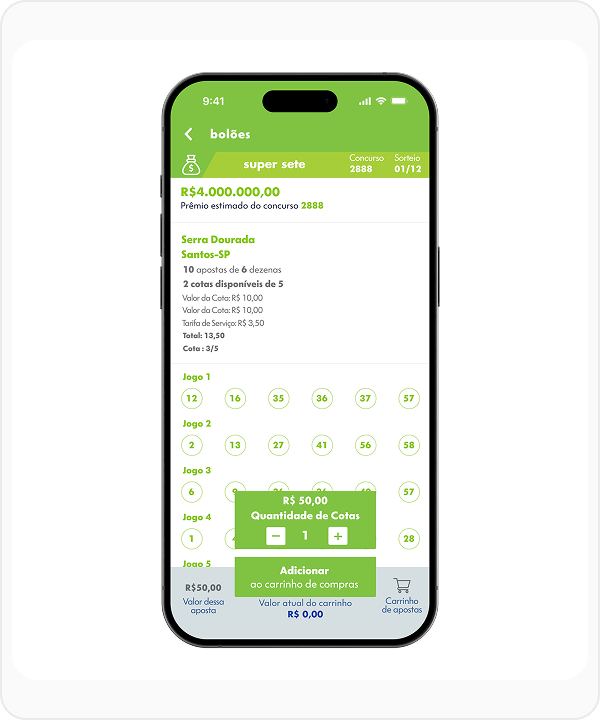 9:41
bolões
super sete
Concurso
2888
Sorteio
01/12
$
R$4.000.000,00
Prêmio estimado do concurso 2888
Serra Dourada
Santos-SP
10 apostas de 6 dezenas
2 cotas disponíveis de 5
Valor da Cota: R$ 10,00
Valor da Cota: R$ 10,00
Tarifa de Serviço: R$ 3,50
Total: 13,50
Cota : 3/5
Jogo 1
12 16 35 36 37 57
Jogo 2
2 13 27 41 56 58
Jogo 3
6 57
Jogo 4
1 28
Jogo 5
R$ 50,00
Quantidade de Cotas
− 1 +
Adicionar
ao carrinho de compras
R$50,00
Valor dessa
aposta
Valor atual do carrinho
R$ 0,00
Carrinho
de apostas